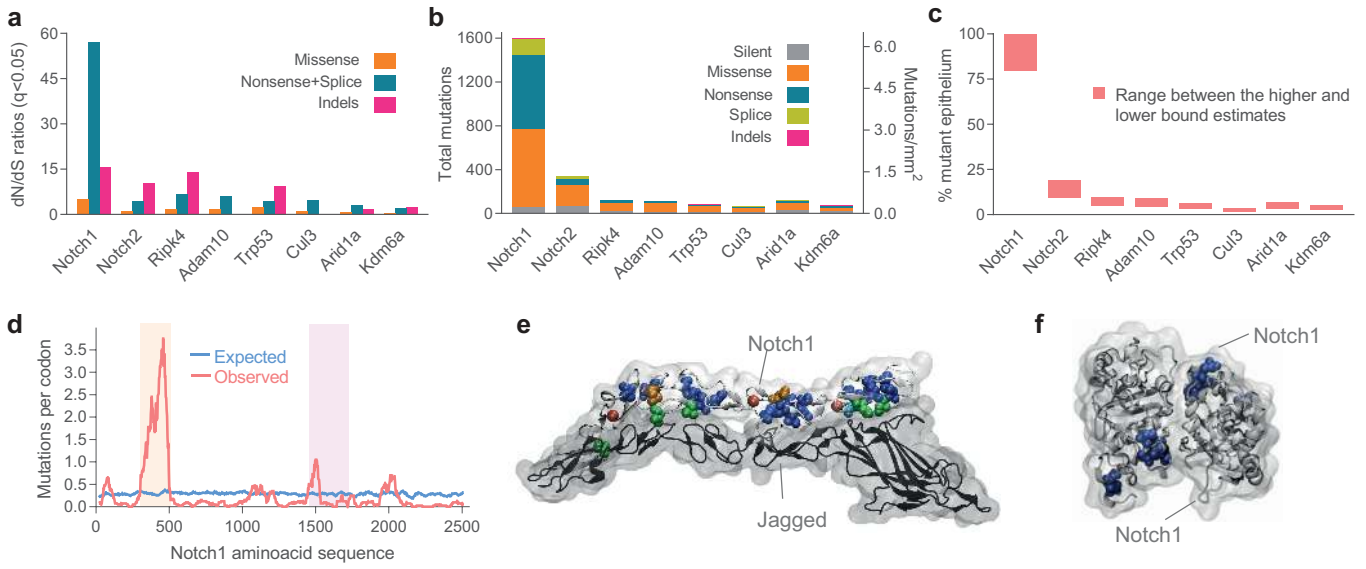 a
dN/dS ratios (q<0.05)
60
45
30
15
0
Missense
Nonsense+Splice
Indels
Notch1
Notch2
Ripk4
Adam10
Trp53
Cul3
Arid1a
Kdm6a
b
Total mutations
1600
1200
800
400
0
Silent
Missense
Nonsense
Splice
Indels
6.0
4.5
3.0
1.5
0.0
Mutations/mm2
Notch1
Notch2
Ripk4
Adam10
Trp53
Cul3
Arid1a
Kdm6a
c
% mutant epithelium
100
75
50
25
0
Range between the higher and
lower bound estimates
Notch1
Notch2
Ripk4
Adam10
Trp53
Cul3
Arid1a
Kdm6a
d
Mutations per codon
3.5
3.0
2.5
2.0
1.5
1.0
0.5
0.0
Expected
Observed
0
500
1000
1500
2000
2500
Notch1 aminoacid sequence
e
Notch1
Jagged
f
Notch1
Notch1